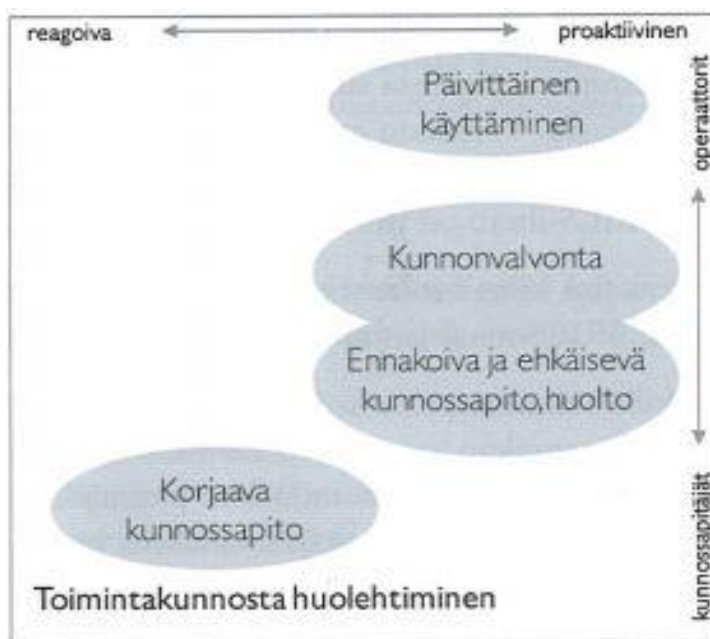 reagoiva
proaktiivinen
Päivittäinen
käyttäminen
operaattorit
Kunnonvalvonta
Ennakoiva ja ehkäisevä
kunnossapito,huolto
Korjaava
kunnossapito
kunnossapitäjät
Toimintakunnosta huolehtiminen